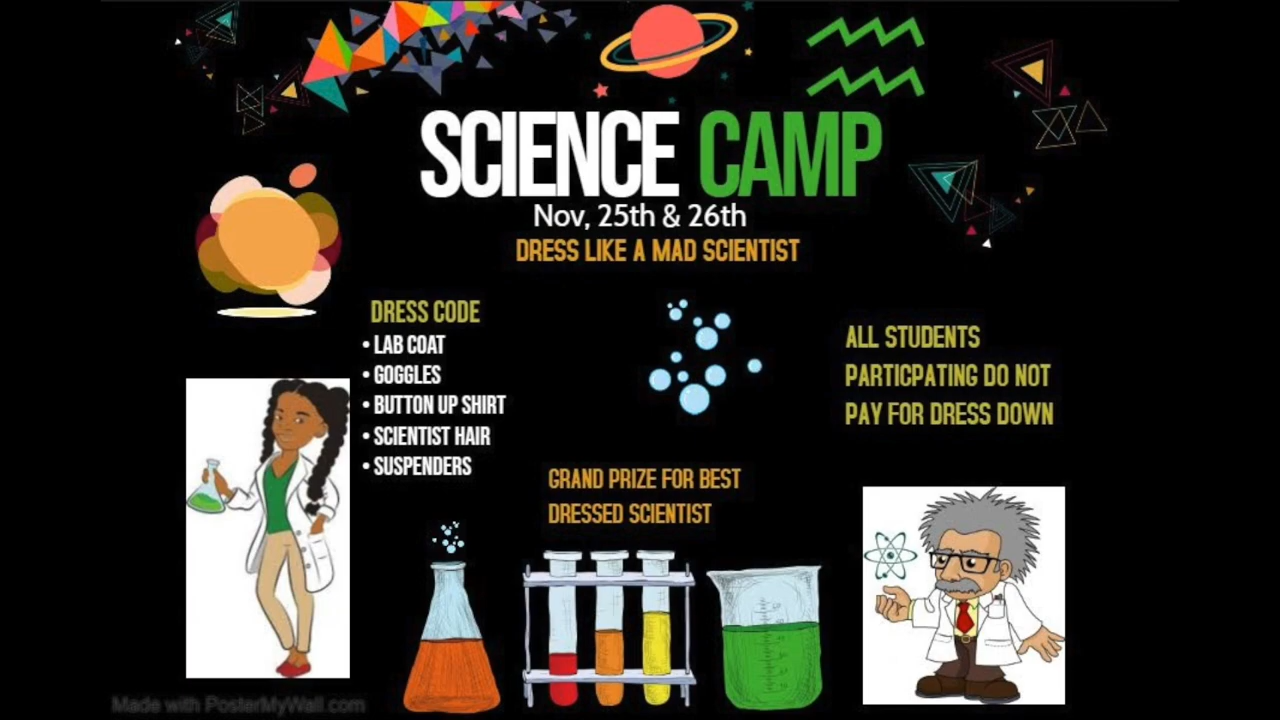 SCIENCE CAMP
Nov, 25th & 26th
DRESS LIKE A MAD SCIENTIST
DRESS CODE
• LAB COAT
• GOGGLES
• BUTTON UP SHIRT
• SCIENTIST HAIR
• SUSPENDERS
ALL STUDENTS
PARTICPATING DO NOT
PAY FOR DRESS DOWN
GRAND PRIZE FOR BEST
DRESSED SCIENTIST
Made with PosterMyWall.com